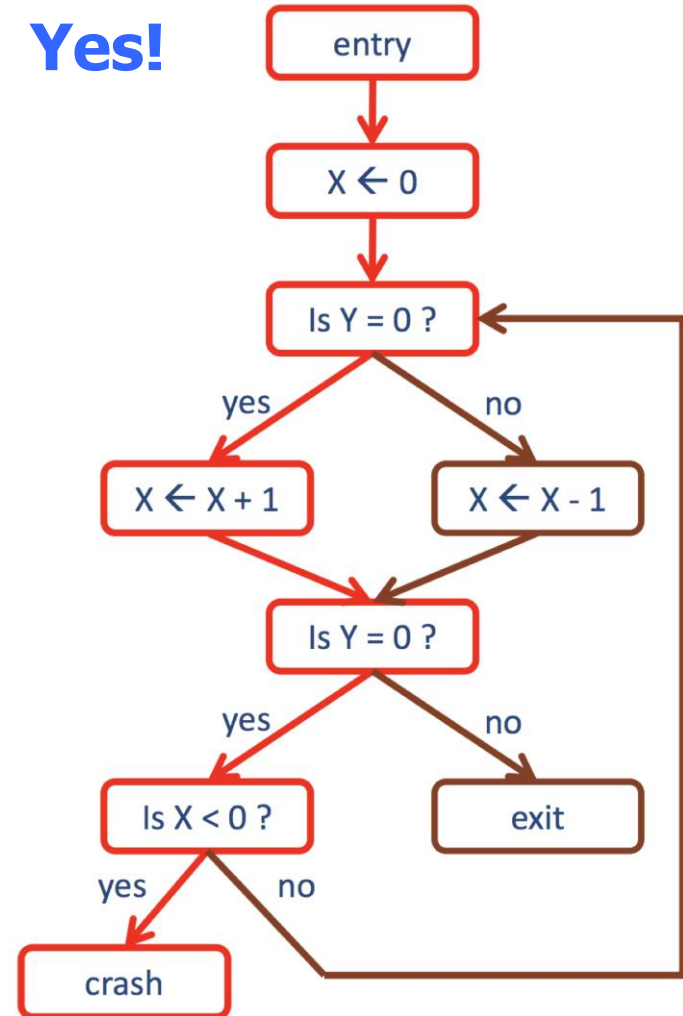 Yes!
entry
X ← 0
Is Y = 0 ?
yes
no
X ← X + 1
X ← X - 1
Is Y = 0 ?
yes
no
Is X < 0 ?
exit
yes
no
crash